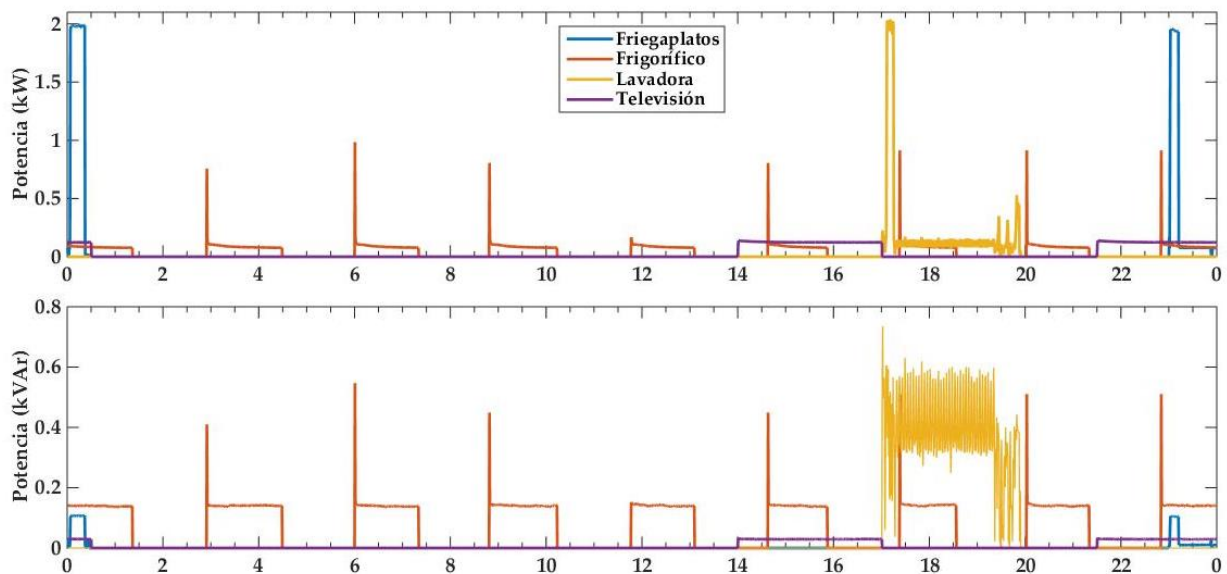 2
1.5
1
0.5
0
Potencia (kW)
Friegaplatos
Frigorífico
Lavadora
Televisión
0 2 4 6 8 10 12 14 16 18 20 22 0
0.8
0.6
0.4
0.2
0
Potencia (kVAr)
0 2 4 6 8 10 12 14 16 18 20 22 0